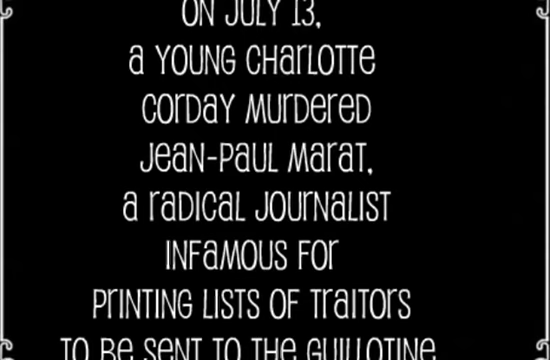 ON JULY 13,
a YOUNG CHarLOTTe
COrDaY MUrDereD
Jean-PaUL MaraT,
a raDICaL JOUrnaLIST
InFamOUS FOr
PrInTInG LISTS OF TraITOrS
TO Be SenT TO THe GUILLOTIne